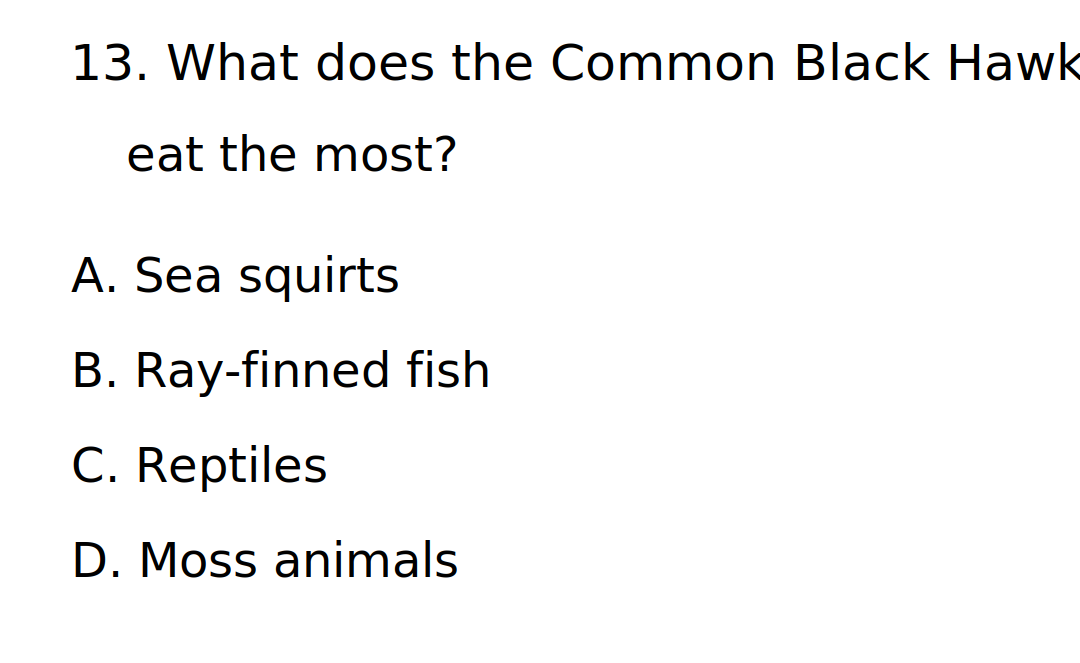 13. What does the Common Black Hawk
eat the most?
A. Sea squirts
B. Ray-finned fish
C. Reptiles
D. Moss animals